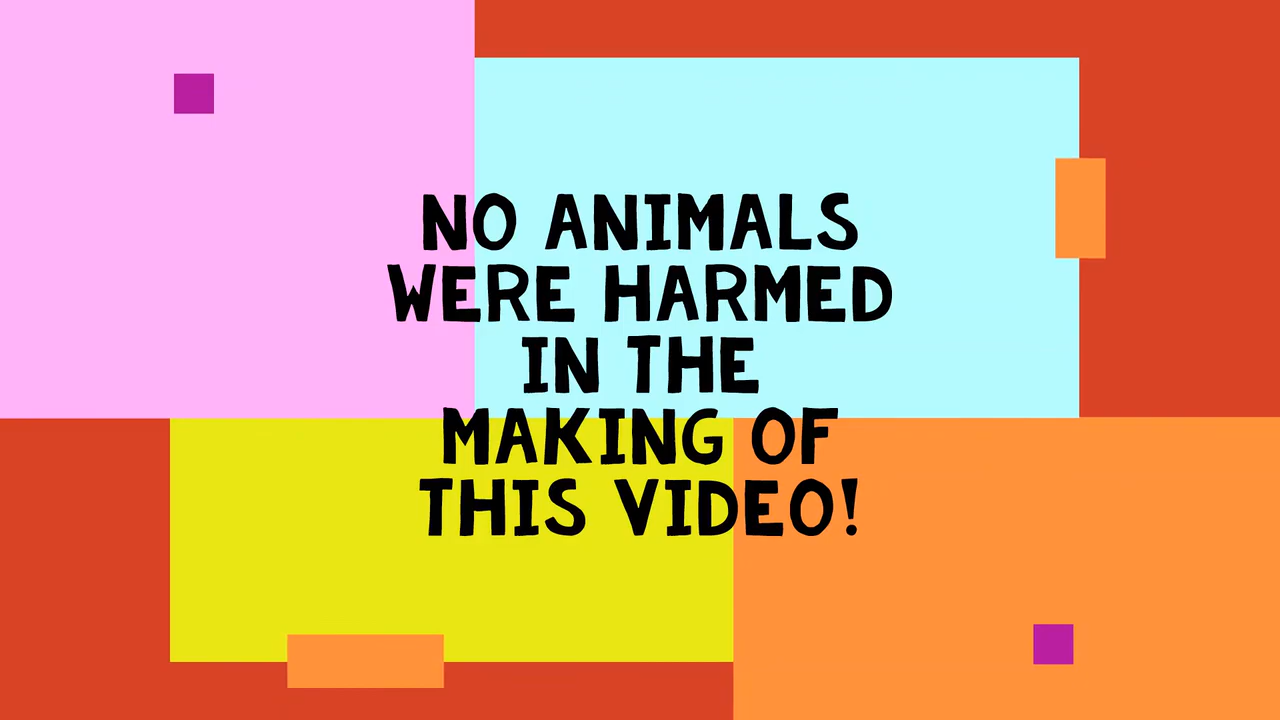 NO ANIMALS
WERE HARMED
IN THE
MAKING OF
THIS VIDEO!